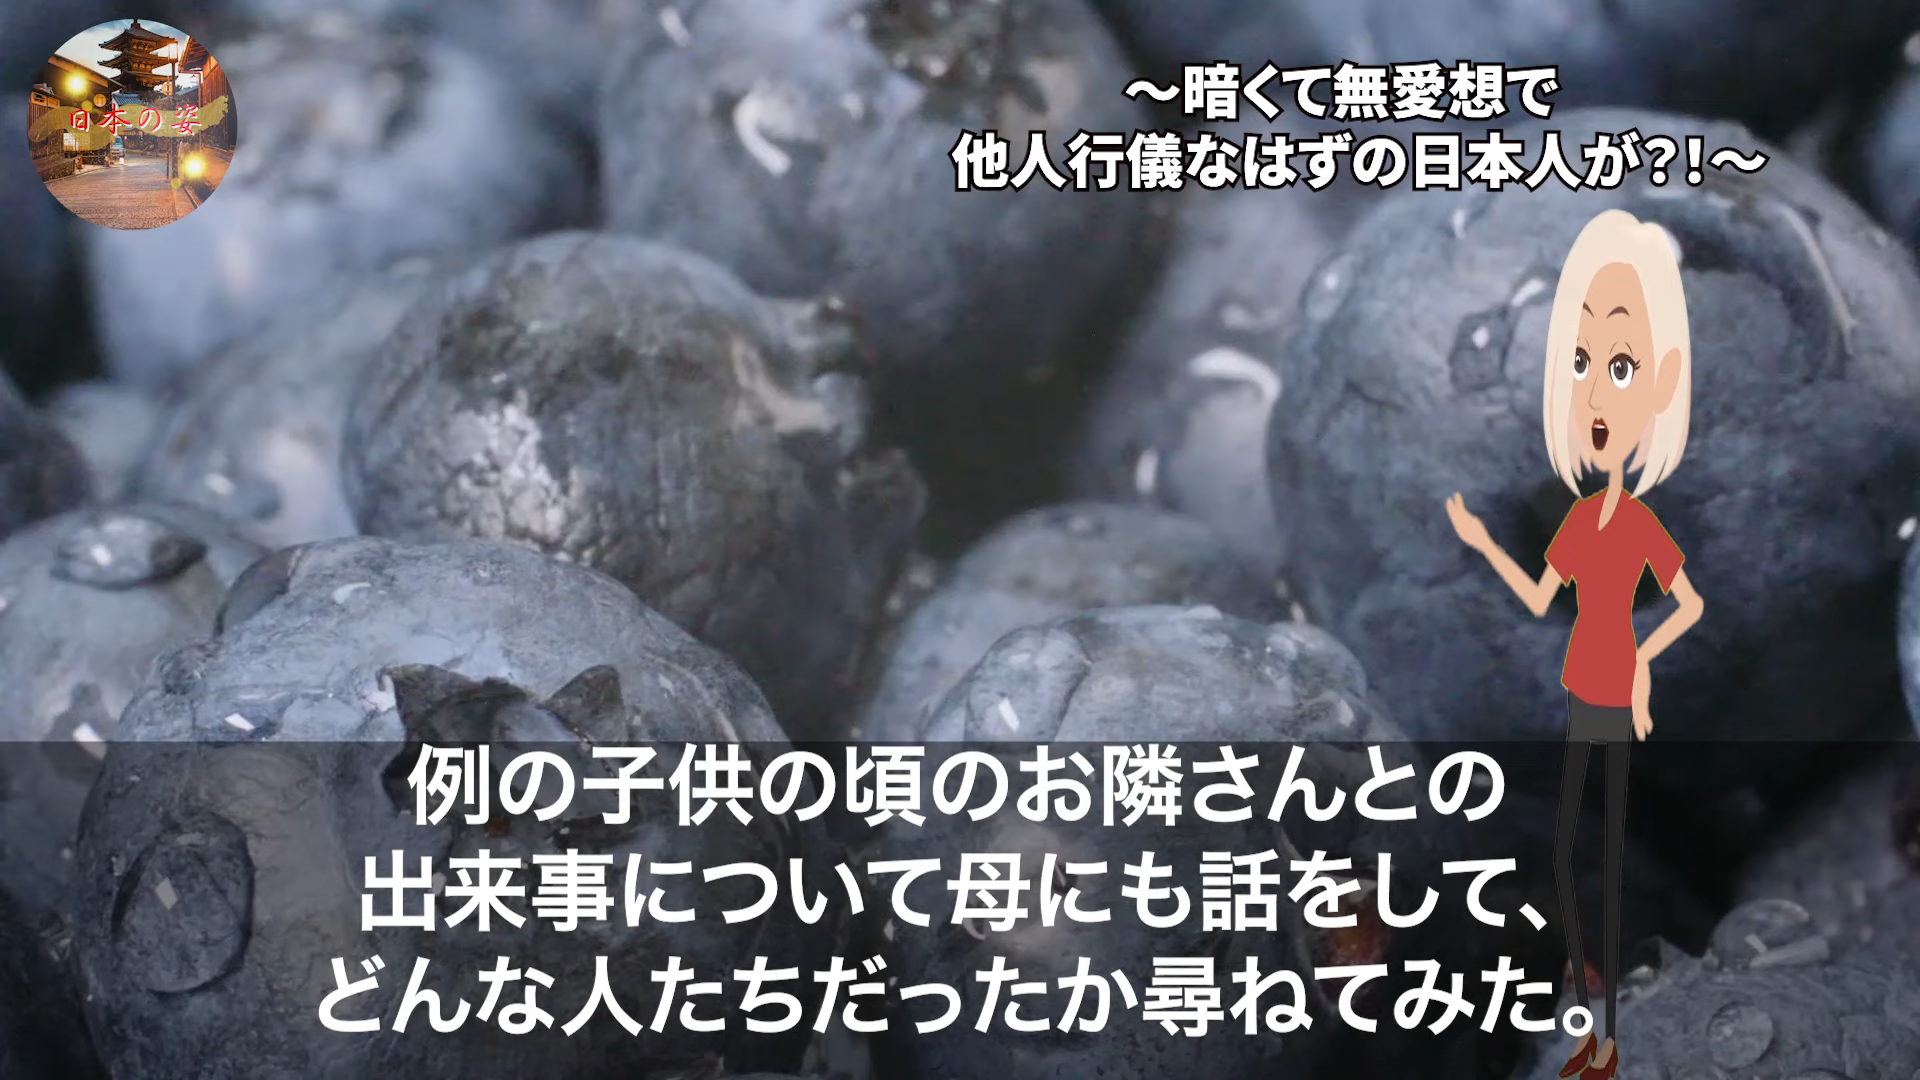 日本の姿
～暗くて無愛想で
他人行儀なはずの日本人が?!～
例の子供の頃のお隣さんとの
出来事について母にも話をして、
どんな人たちだったか尋ねてみた。